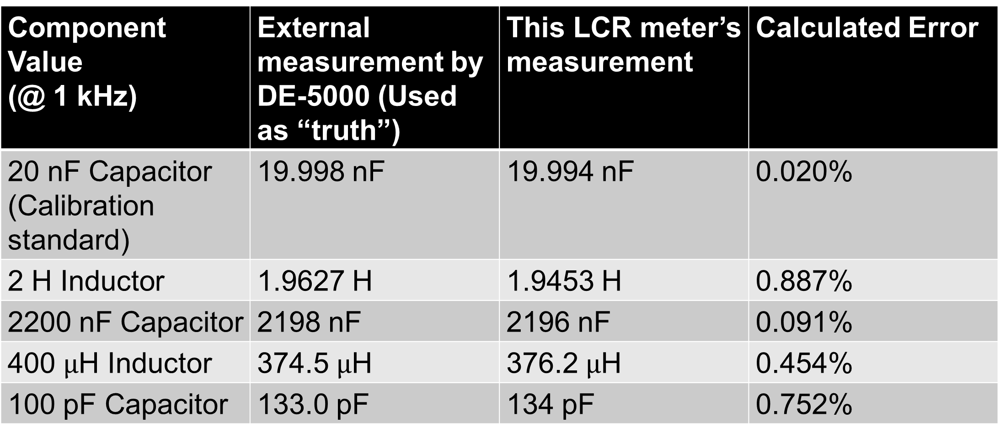 Component
Value
(@ 1 kHz)
External
measurement by
DE-5000 (Used
as “truth”)
This LCR meter’s
measurement
Calculated Error
20 nF Capacitor
(Calibration
standard)
19.998 nF
19.994 nF
0.020%
2 H Inductor
1.9627 H
1.9453 H
0.887%
2200 nF Capacitor
2198 nF
2196 nF
0.091%
400 μH Inductor
374.5 μH
376.2 μH
0.454%
100 pF Capacitor
133.0 pF
134 pF
0.752%